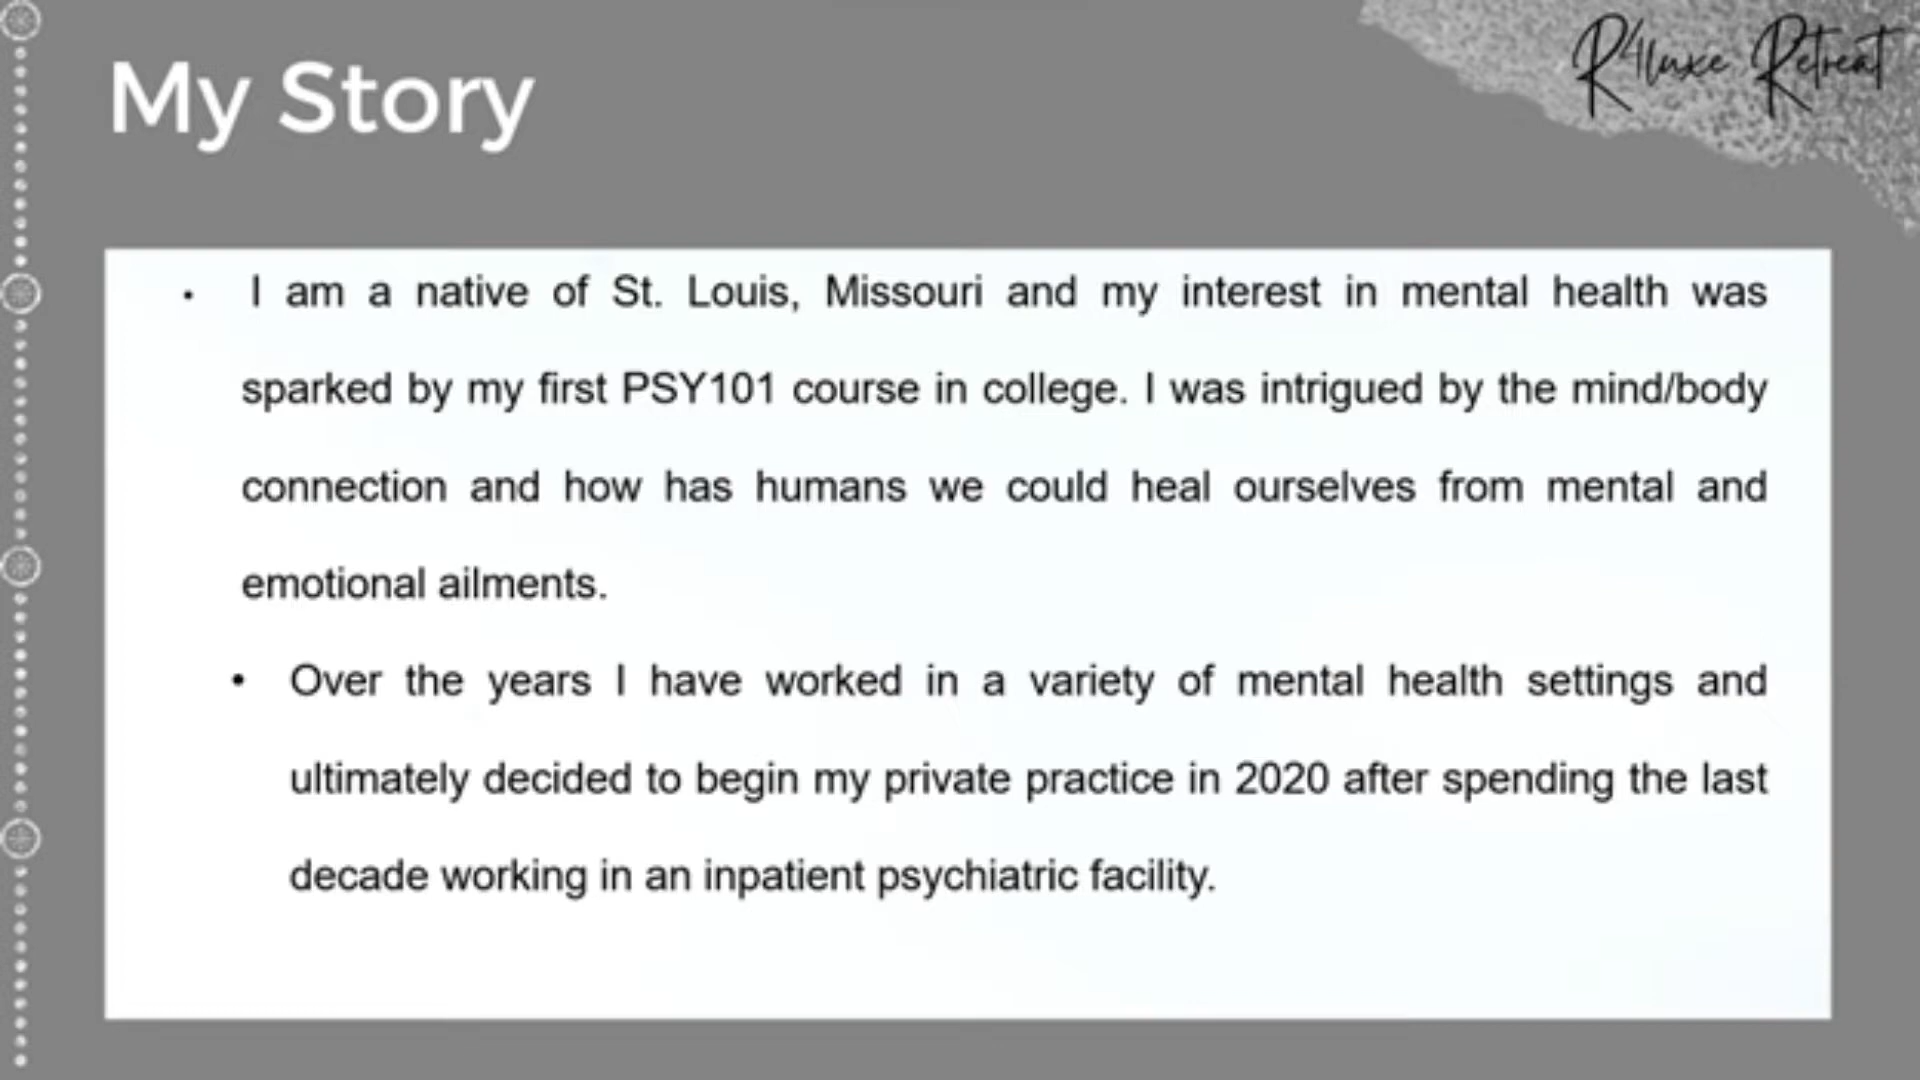 R4luxe Retreat
My Story
• I am a native of St. Louis, Missouri and my interest in mental health was
sparked by my first PSY101 course in college. I was intrigued by the mind/body
connection and how has humans we could heal ourselves from mental and
emotional ailments.
• Over the years I have worked in a variety of mental health settings and
ultimately decided to begin my private practice in 2020 after spending the last
decade working in an inpatient psychiatric facility.